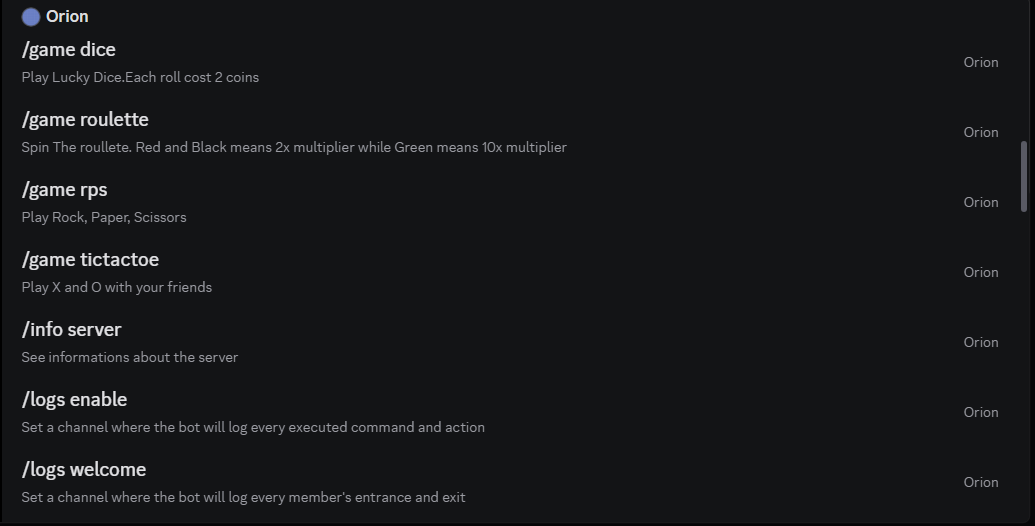 Orion
/game dice
Play Lucky Dice.Each roll cost 2 coins
Orion
/game roulette
Spin The roullete. Red and Black means 2x multiplier while Green means 10x multiplier
Orion
/game rps
Play Rock, Paper, Scissors
Orion
/game tictactoe
Play X and O with your friends
Orion
/info server
See informations about the server
Orion
/logs enable
Set a channel where the bot will log every executed command and action
Orion
/logs welcome
Set a channel where the bot will log every member's entrance and exit
Orion